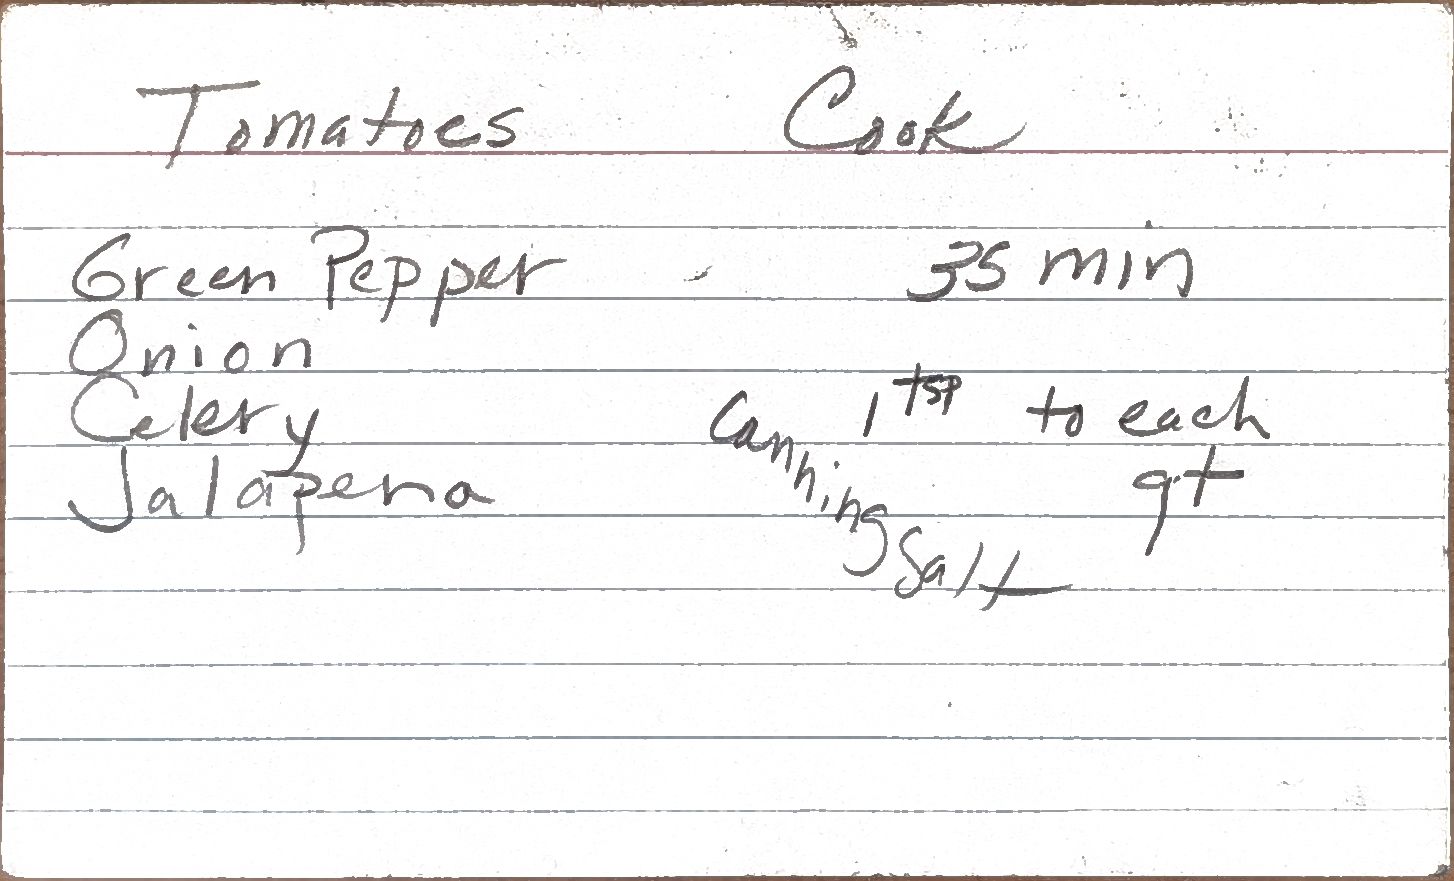 Tomatoes Cook
Green Pepper 35 min
Onion
Celery 1 tsp to each
Jalapena qt
Canning Salt